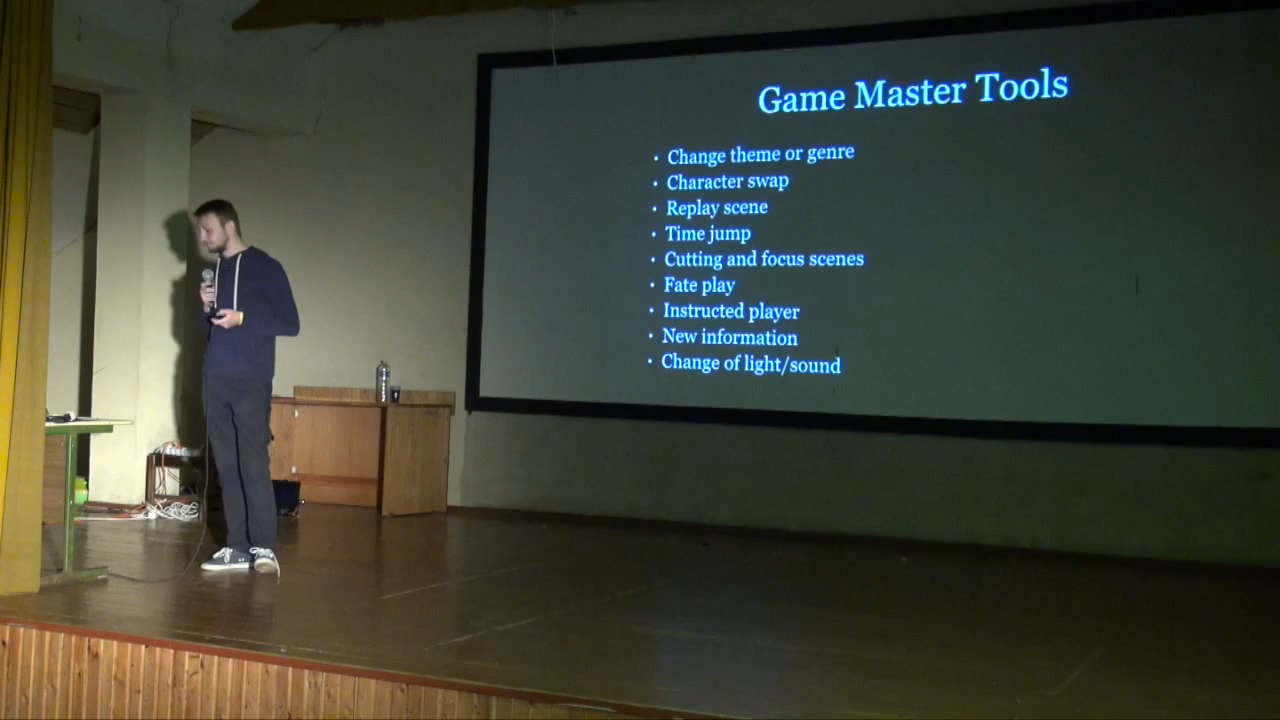 Game Master Tools
• Change theme or genre
• Character swap
• Replay scene
• Time jump
• Cutting and focus scenes
• Fate play
• Instructed player
• New information
• Change of light/sound